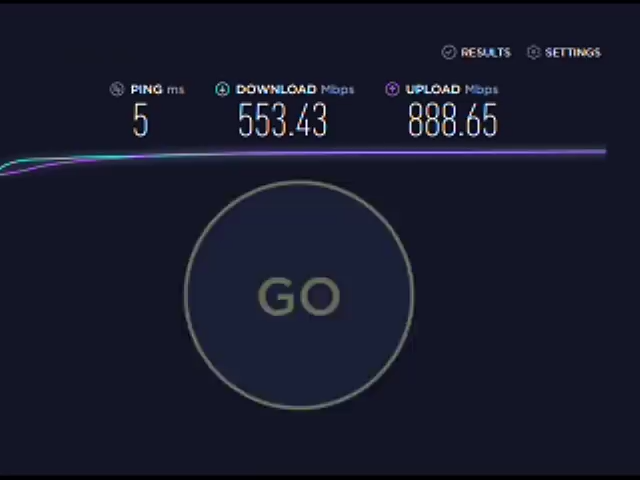 RESULTS SETTINGS
PING ms DOWNLOAD Mbps UPLOAD Mbps
5 553.43 888.65
GO